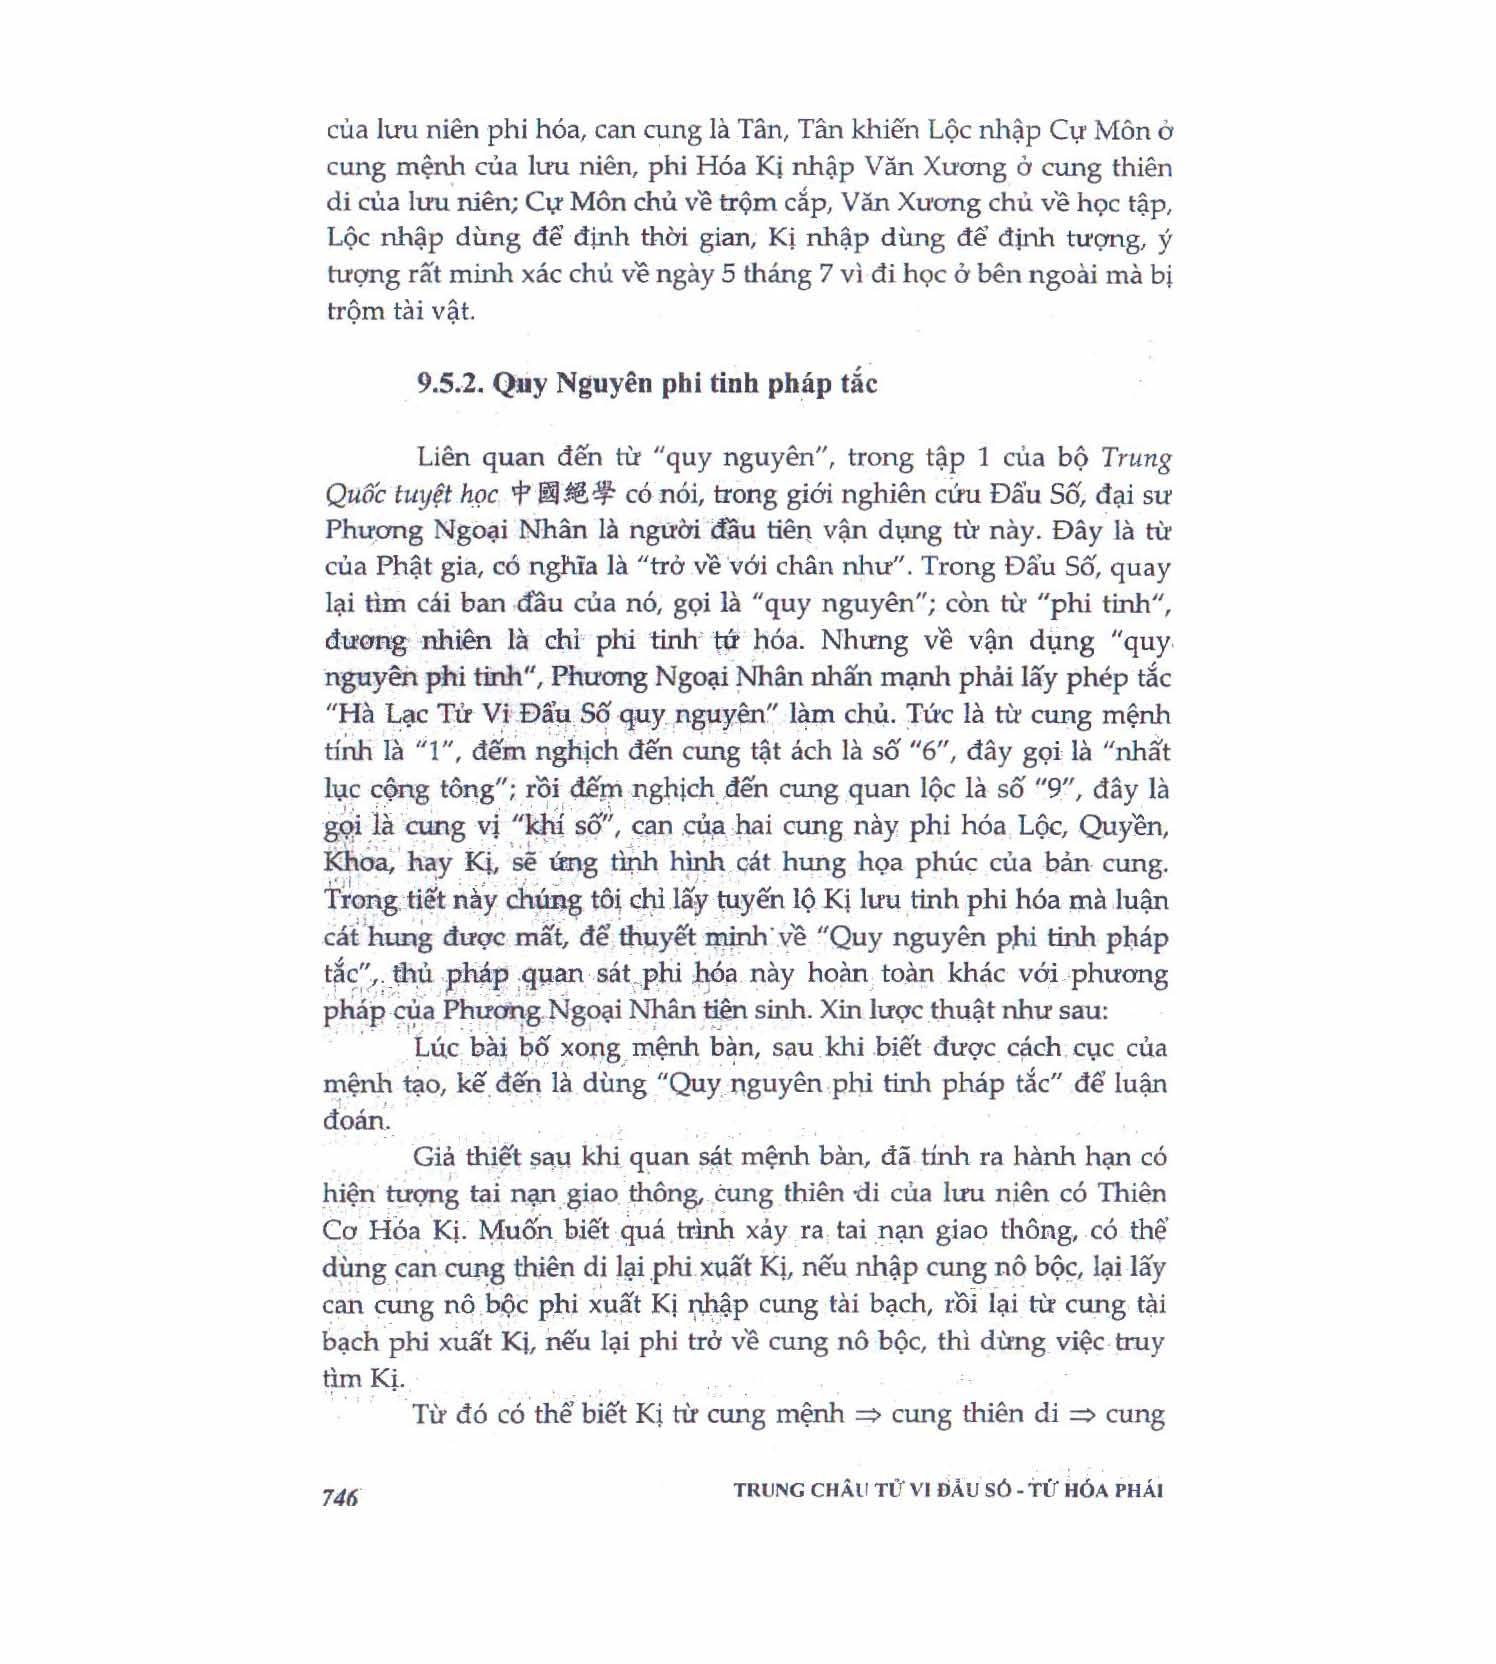 của lưu niên phi hóa, can cung là Tân, Tân khiến Lộc nhập Cự Môn ở
cung mệnh của lưu niên, phi Hóa Kị nhập Văn Xương ở cung thiên
di của lưu niên; Cự Môn chủ về trộm cắp, Văn Xương chủ về học tập,
Lộc nhập dùng để định thời gian, Kị nhập dùng để định tượng, ý
tượng rất minh xác chủ về ngày 5 tháng 7 vì đi học ở bên ngoài mà bị
trộm tài vật.
9.5.2. Quy Nguyên phi tinh pháp tắc
Liên quan đến từ "quy nguyên", trong tập 1 của bộ Trung
Quốc tuyệt học 中國絕學 có nói, trong giới nghiên cứu Đẩu Số, đại sư
Phương Ngoại Nhân là người đầu tiên vận dụng từ này. Đây là từ
của Phật gia, có nghĩa là "trở về với chân như". Trong Đẩu Số, quay
lại tìm cái ban đầu của nó, gọi là "quy nguyên"; còn từ "phi tinh",
đương nhiên là chỉ phi tinh tứ hóa. Nhưng về vận dụng "quy
nguyên phi tinh", Phương Ngoại Nhân nhấn mạnh phải lấy phép tắc
"Hà Lạc Tử Vi Đẩu Số quy nguyên" làm chủ. Tức là từ cung mệnh
tính là "1", đếm nghịch đến cung tật ách là số "6", đây gọi là "nhất
lục cộng tông"; rồi đếm nghịch đến cung quan lộc là số "9", đây là
gọi là cung vị "khí số", can của hai cung này phi hóa Lộc, Quyền,
Khoa, hay Kị, sẽ ứng tình hình cát hung họa phúc của bản cung.
Trong tiết này chúng tôi chỉ lấy tuyến lộ Kị lưu tinh phi hóa mà luận
cát hung được mất, để thuyết minh về "Quy nguyên phi tinh pháp
tắc", thủ pháp quan sát phi hóa này hoàn toàn khác với phương
pháp của Phương Ngoại Nhân tiên sinh. Xin lược thuật như sau:
Lúc bài bố xong mệnh bàn, sau khi biết được cách cục của
mệnh tạo, kế đến là dùng "Quy nguyên phi tinh pháp tắc" để luận
đoán.
Giả thiết sau khi quan sát mệnh bàn, đã tính ra hành hạn có
hiện tượng tai nạn giao thông, cung thiên di của lưu niên có Thiên
Cơ Hóa Kị. Muốn biết quá trình xảy ra tai nạn giao thông, có thể
dùng can cung thiên di lại phi xuất Kị, nếu nhập cung nô bộc, lại lấy
can cung nô bộc phi xuất Kị nhập cung tài bạch, rồi lại từ cung tài
bạch phi xuất Kị, nếu lại phi trở về cung nô bộc, thì dừng việc truy
tìm Kị.
Từ đó có thể biết Kị từ cung mệnh ⇒ cung thiên di ⇒ cung
746
TRUNG CHÂU TỬ VI ĐẨU SỐ - TỨ HÓA PHÁI